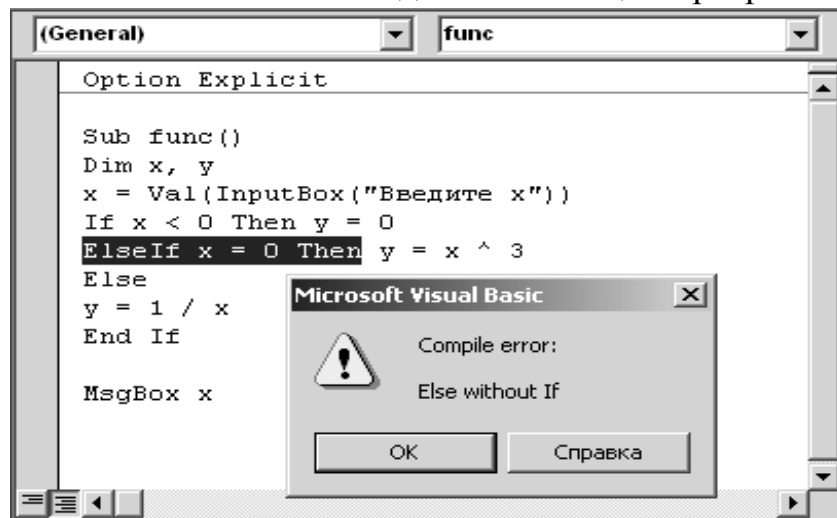 (General) func
Option Explicit
Sub func()
Dim x, y
x = Val(InputBox("Введите x"))
If x < 0 Then y = 0
ElseIf x = 0 Then y = x ^ 3
Else
y = 1 / x
End If
MsgBox x
Microsoft Visual Basic
Compile error:
Else without If
OK Справка